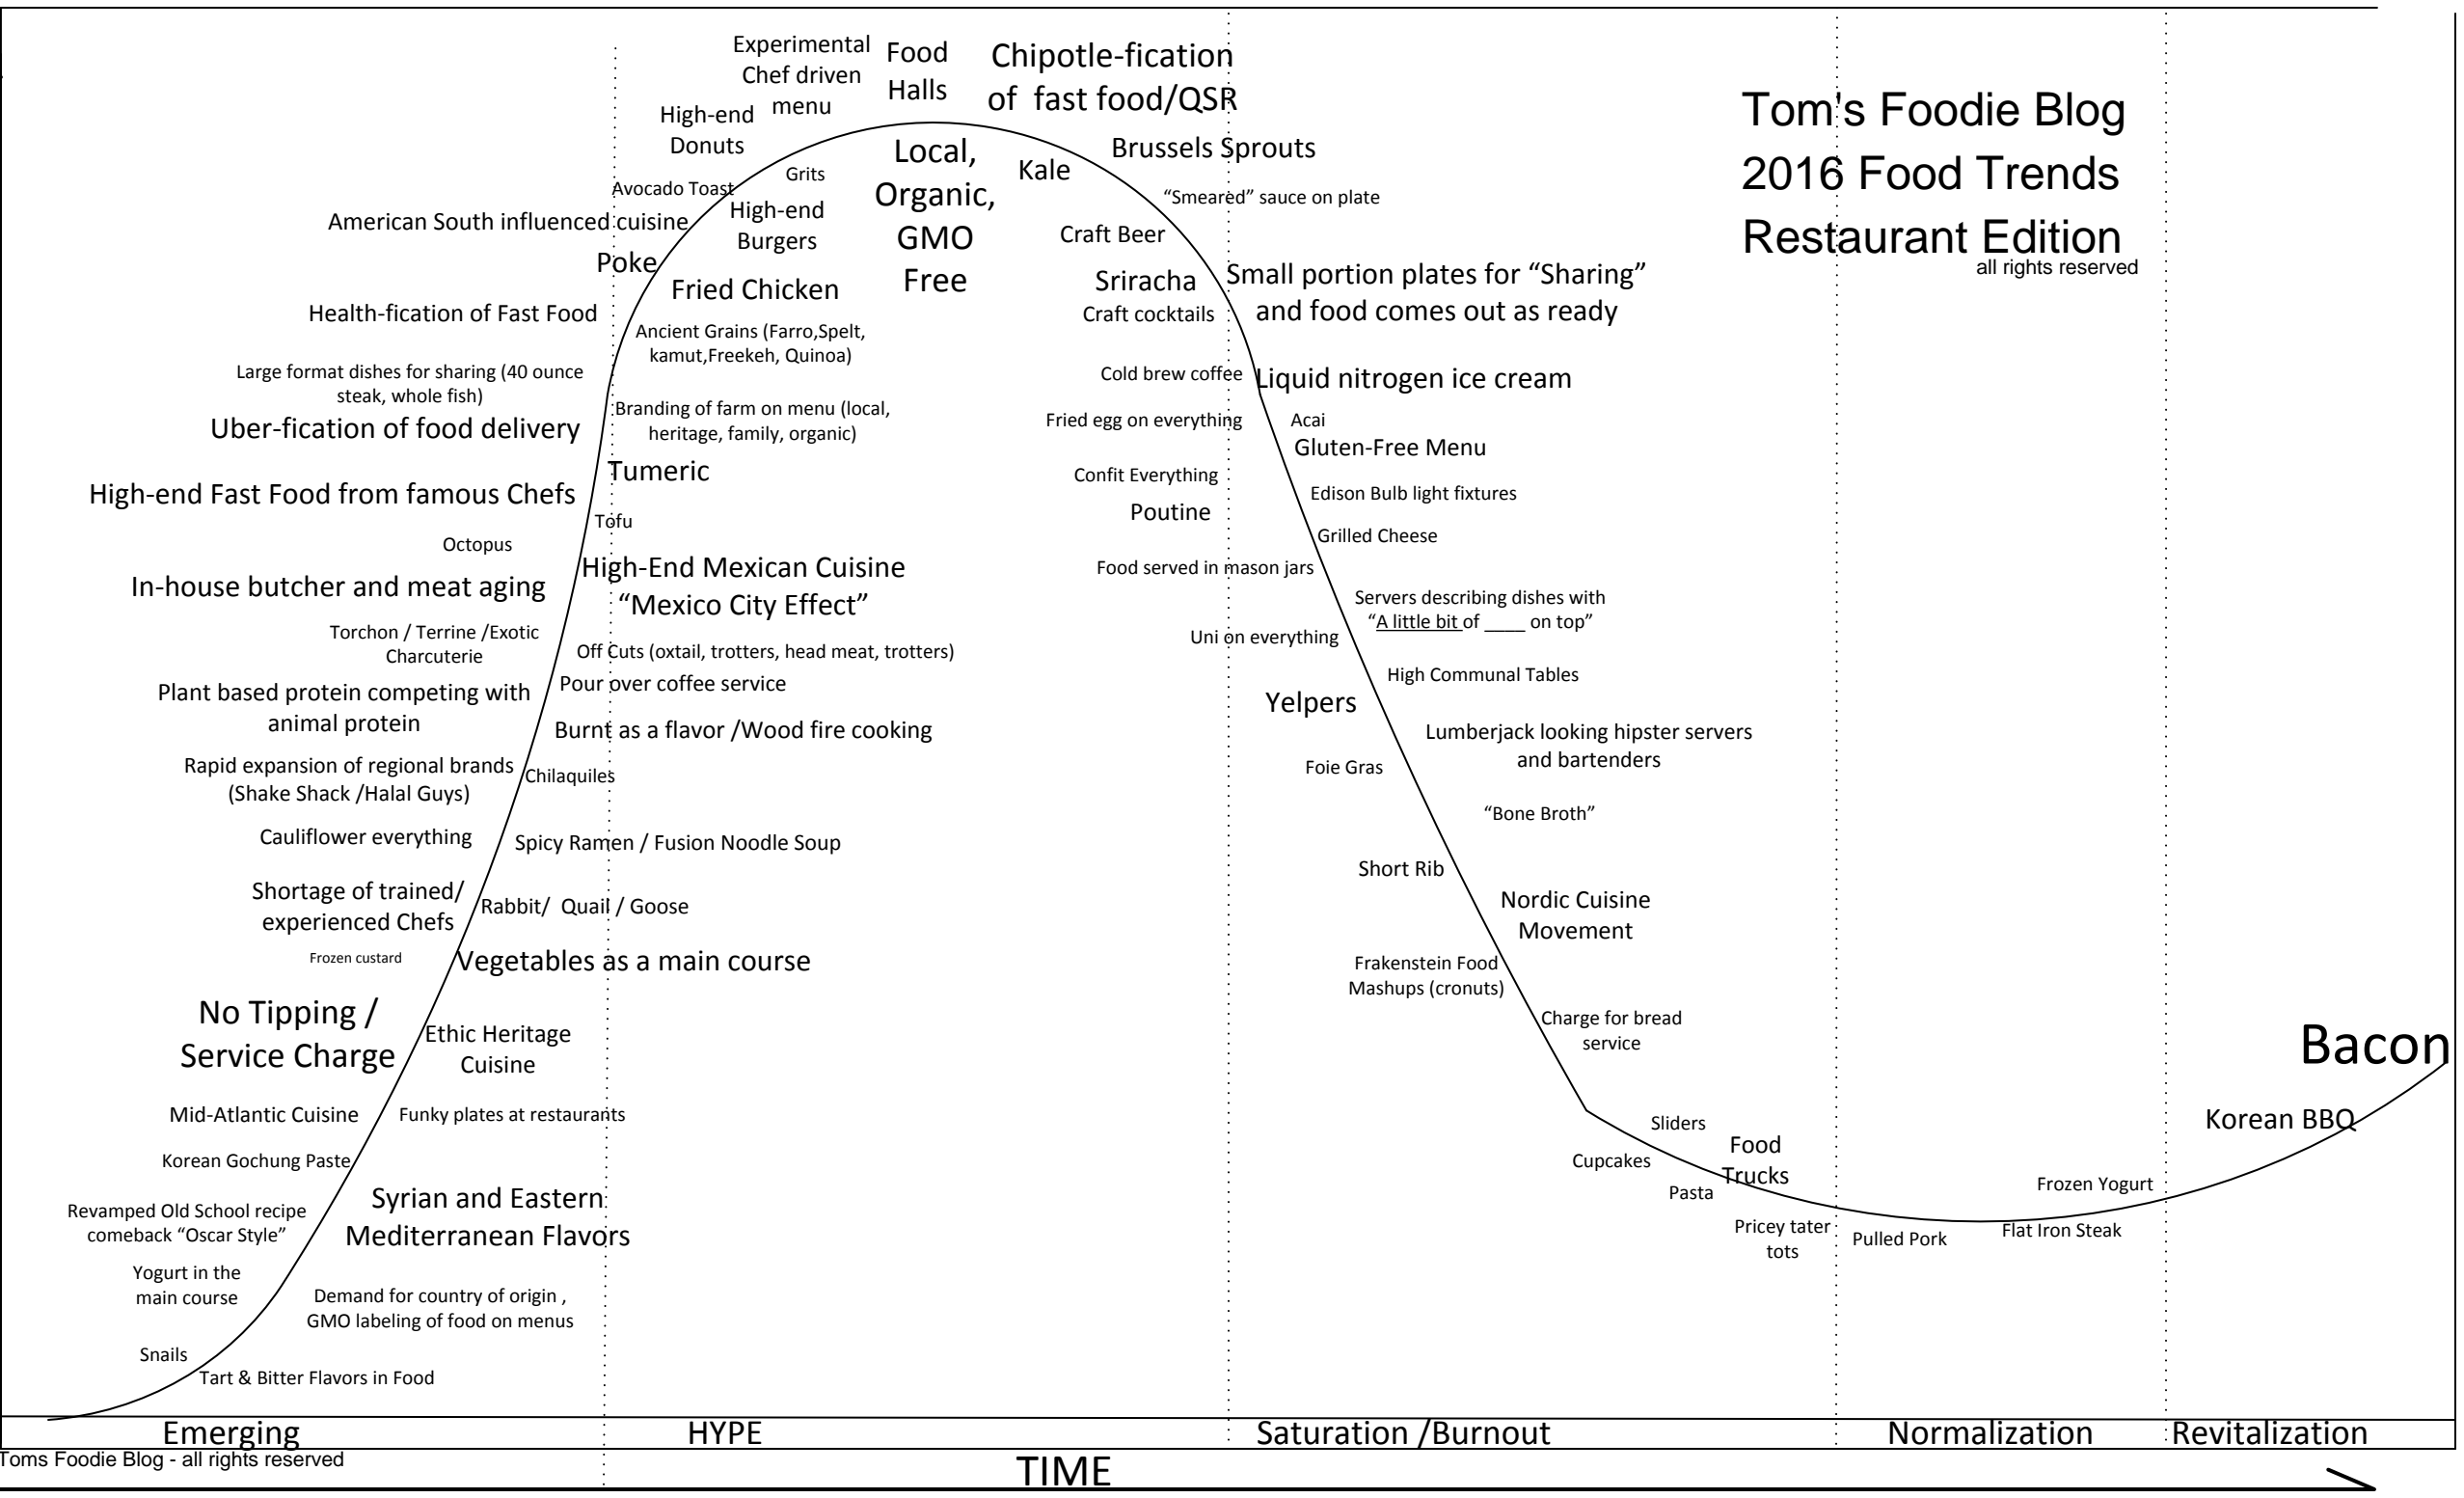 Experimental
Chef driven
menu
Food
Halls
Chipotle-fication
of  fast food/QSR
High-end
Donuts
Tom's Foodie Blog
2016 Food Trends
Restaurant Edition
all rights reserved
Local,
Organic,
GMO
Free
Kale
Brussels Sprouts
Grits
Avocado Toast
“Smeared” sauce on plate
American South influenced cuisine
High-end
Burgers
Craft Beer
Poke
Fried Chicken
Sriracha
Small portion plates for “Sharing”
and food comes out as ready
Health-fication of Fast Food
Craft cocktails
Ancient Grains (Farro,Spelt,
kamut,Freekeh, Quinoa)
Large format dishes for sharing (40 ounce
steak, whole fish)
Cold brew coffee
Liquid nitrogen ice cream
Uber-fication of food delivery
Branding of farm on menu (local,
heritage, family, organic)
Fried egg on everything
Acai
Gluten-Free Menu
Tumeric
Confit Everything
High-end Fast Food from famous Chefs
Edison Bulb light fixtures
Tofu
Poutine
Octopus
Grilled Cheese
High-End Mexican Cuisine
“Mexico City Effect”
Food served in mason jars
In-house butcher and meat aging
Servers describing dishes with
“A little bit of ____ on top”
Torchon / Terrine /Exotic
Charcuterie
Off Cuts (oxtail, trotters, head meat, trotters)
Uni on everything
Pour over coffee service
High Communal Tables
Plant based protein competing with
animal protein
Yelpers
Burnt as a flavor /Wood fire cooking
Lumberjack looking hipster servers
and bartenders
Rapid expansion of regional brands
(Shake Shack /Halal Guys)
Chilaquiles
Foie Gras
“Bone Broth”
Cauliflower everything
Spicy Ramen / Fusion Noodle Soup
Short Rib
Shortage of trained/
experienced Chefs
Rabbit/  Quail / Goose
Nordic Cuisine
Movement
Frozen custard
Vegetables as a main course
Frakenstein Food
Mashups (cronuts)
No Tipping /
Service Charge
Ethic Heritage
Cuisine
Charge for bread
service
Bacon
Mid-Atlantic Cuisine
Funky plates at restaurants
Sliders
Korean BBQ
Food
Trucks
Korean Gochung Paste
Cupcakes
Pasta
Frozen Yogurt
Syrian and Eastern
Mediterranean Flavors
Revamped Old School recipe
comeback “Oscar Style”
Pricey tater
tots
Pulled Pork
Flat Iron Steak
Yogurt in the
main course
Demand for country of origin ,
GMO labeling of food on menus
Snails
Tart & Bitter Flavors in Food
Emerging
HYPE
Saturation /Burnout
Normalization
Revitalization
Toms Foodie Blog - all rights reserved
TIME